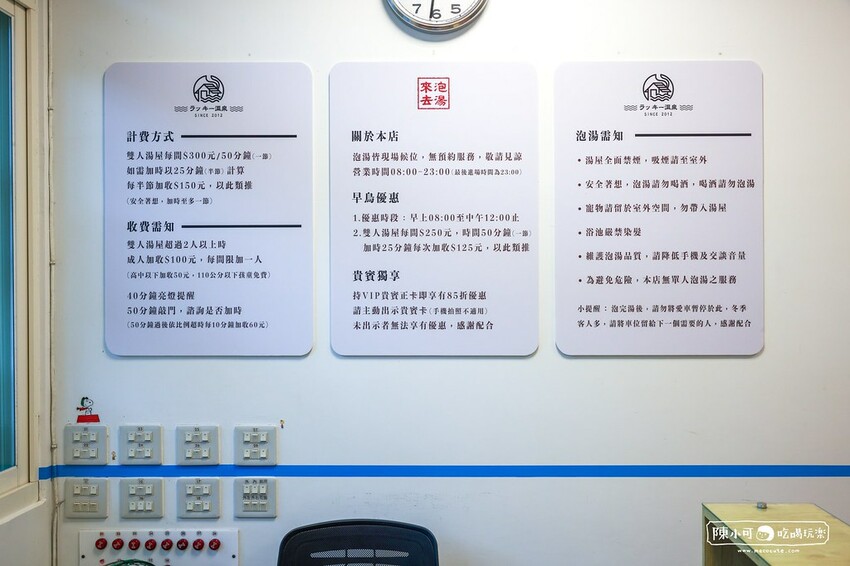 7 6 5
ラッキー温泉
SINCE 2012
計費方式
雙人湯屋每間$300元/50分鐘(一節)
如需加時以25分鐘(半節)計算
每半節加收$150元，以此類推
(安全著想，加時至多一節)
收費需知
雙人湯屋超過2人以上時
成人加收$100元，每間限加一人
(高中以下加收50元，110公分以下孩童免費)
40分鐘亮燈提醒
50分鐘敲門，諮詢是否加時
(50分鐘過後依比例超時每10分鐘加收60元)
來去泡湯
關於本店
泡湯皆現場候位，無預約服務，敬請見諒
營業時間08:00-23:00(最後進場時間為23:00)
早鳥優惠
1.優惠時段：早上08:00至中午12:00止
2.雙人湯屋每間$250元，時間50分鐘(一節)
加時25分鐘每次加收$125元，以此類推
貴賓獨享
持VIP貴賓正卡即享有85折優惠
請主動出示貴賓卡(手機拍照不適用)
未出示者無法享有優惠，感謝配合
ラッキー温泉
SINCE 2012
泡湯需知
•湯屋全面禁煙，吸煙請至室外
•安全著想，泡湯請勿喝酒，喝酒請勿泡湯
•寵物請留於室外空間，勿帶入湯屋
•浴池嚴禁染髮
•維護泡湯品質，請降低手機及交談音量
•為避免危險，本店無單人泡湯之服務
小提醒：泡完湯後，請勿將愛車暫停於此，冬季
客人多，請將車位留給下一個需要的人，感謝配合
陳小可 吃喝玩樂